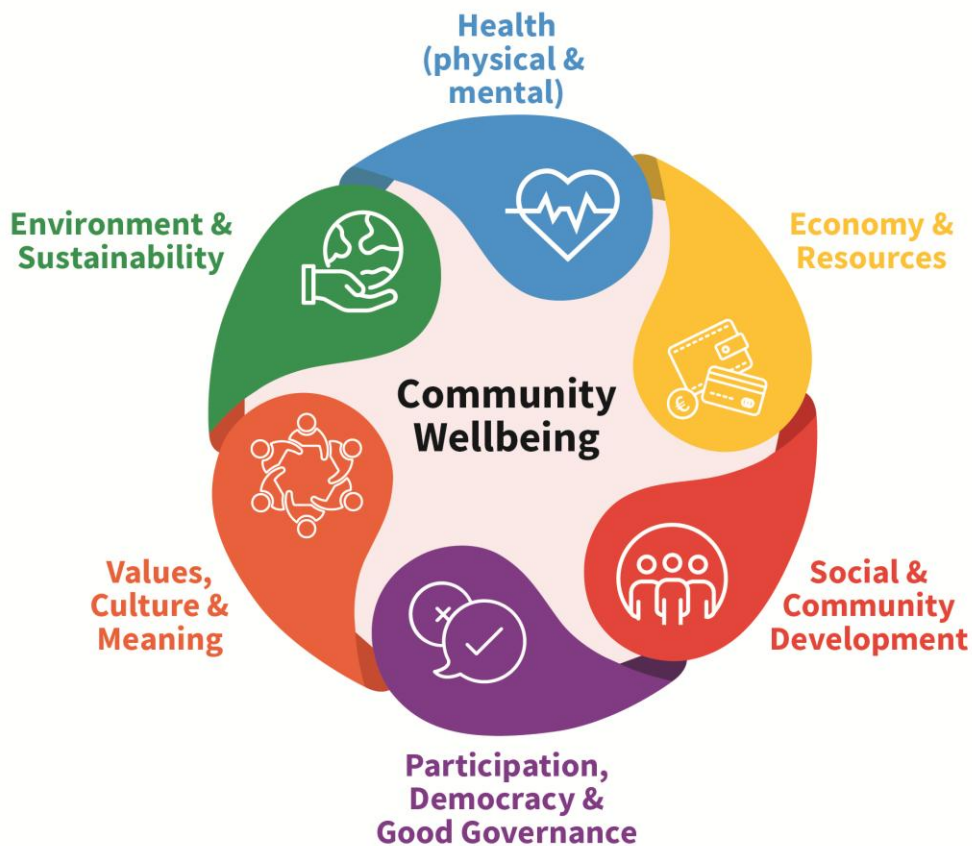 Health
(physical &
mental)
Environment &
Sustainability
Economy &
Resources
Community
Wellbeing
€
Values,
Culture &
Meaning
Social &
Community
Development
Participation,
Democracy &
Good Governance